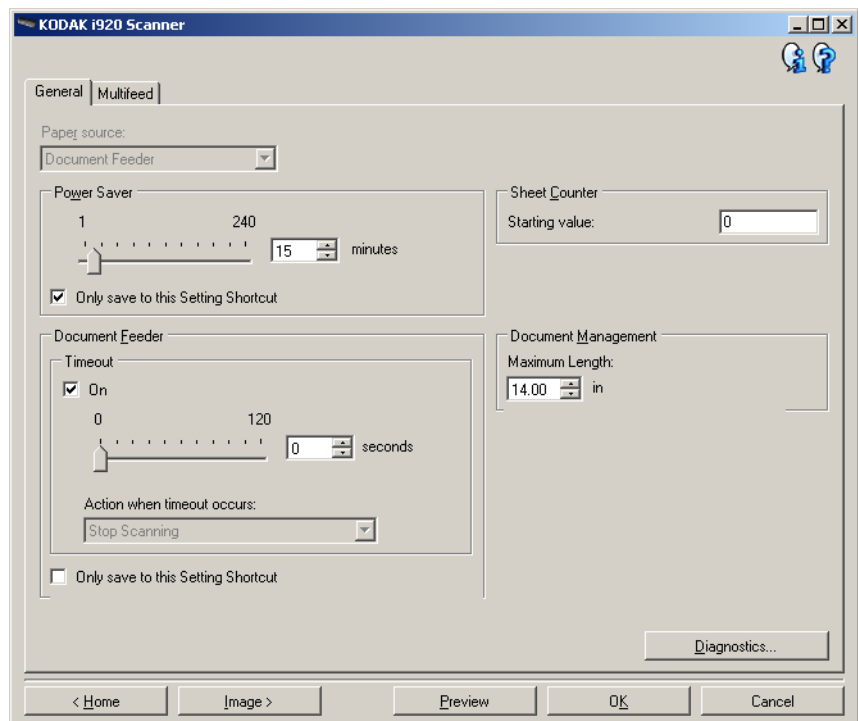 KODAK i920 Scanner
General Multifeed
Paper source:
Document Feeder
Power Saver
1 240
15 minutes
Only save to this Setting Shortcut
Sheet Counter
Starting value: 0
Document Feeder
Timeout
On
0 120
0 seconds
Action when timeout occurs:
Stop Scanning
Only save to this Setting Shortcut
Document Management
Maximum Length:
14.00 in
Diagnostics...
< Home Image > Preview OK Cancel